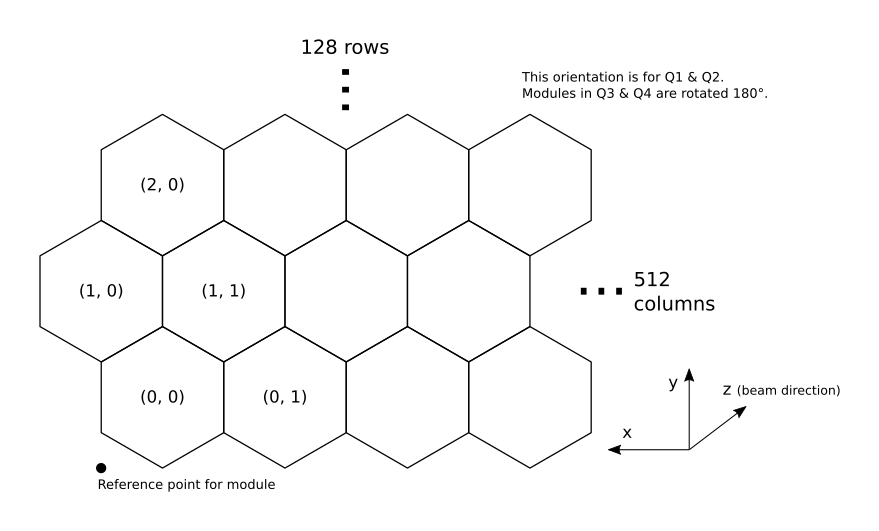 128 rows
This orientation is for Q1 & Q2.
Modules in Q3 & Q4 are rotated 180°.
(2, 0)
(1, 0)
(1, 1)
512
columns
(0, 0)
(0, 1)
y
z (beam direction)
x
Reference point for module